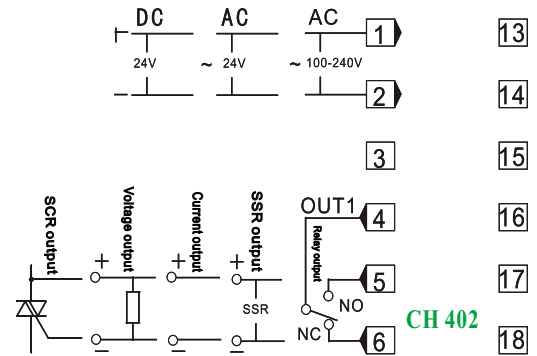 DC AC AC 1 13
24V ~ 24V ~ 100-240V
2 14
3 15
SCR output Voltage output Current output SSR output OUT1 4 16
Relay output
+ + + 5 17
SSR NO
CH 402
NC 6 18